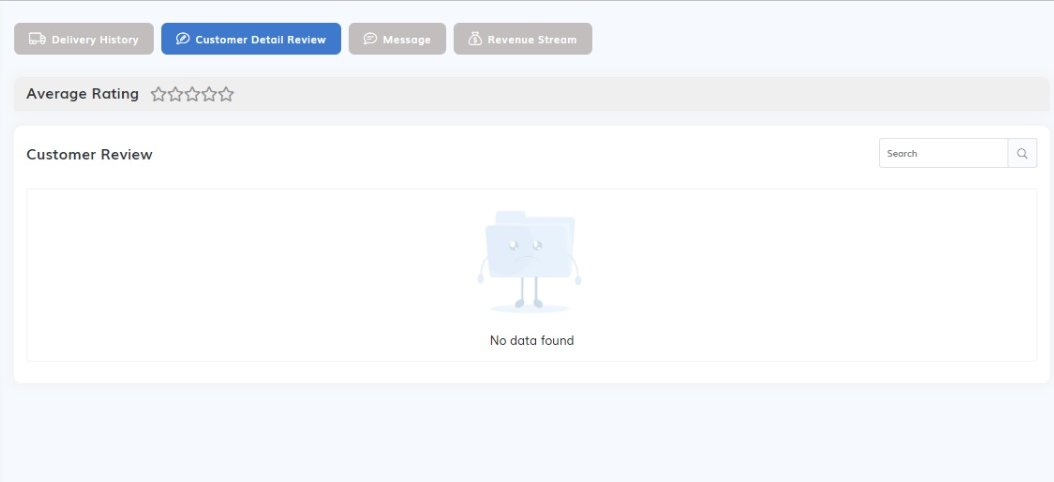 Delivery History
Customer Detail Review
Message
Revenue Stream
Average Rating
Customer Review
Search
No data found